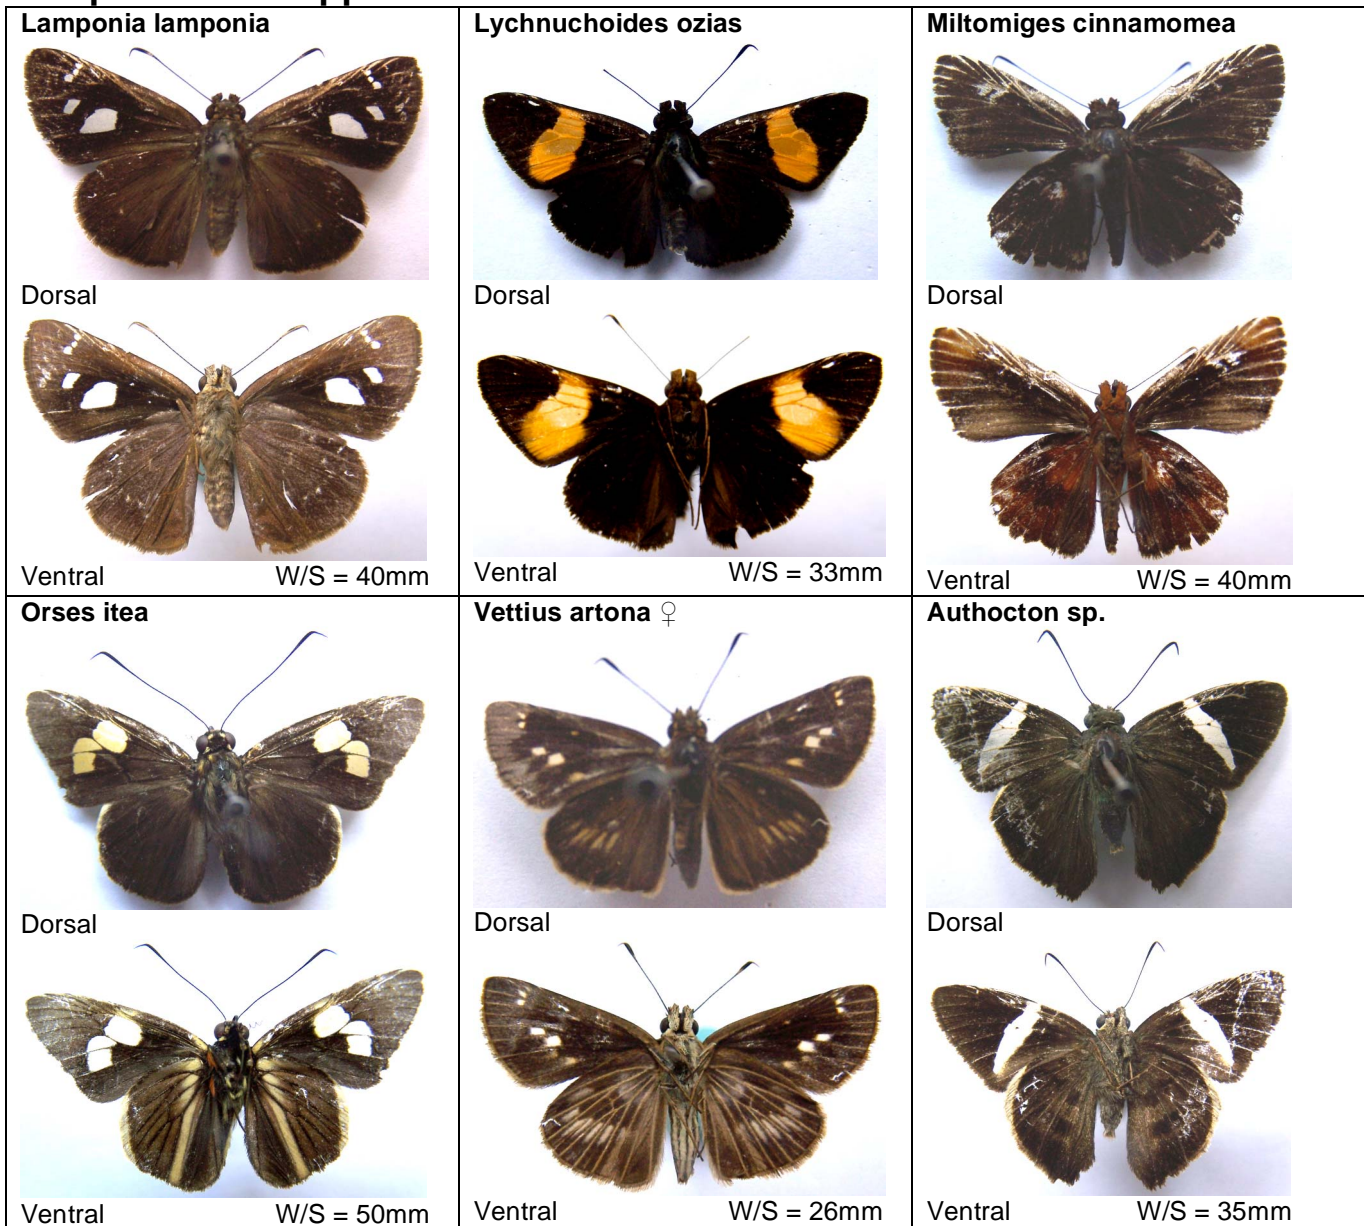 Lamponia lamponia
Dorsal
Ventral W/S = 40mm
Lychnuchoides ozias
Dorsal
Ventral W/S = 33mm
Miltomiges cinnamomea
Dorsal
Ventral W/S = 40mm
Orses itea
Dorsal
Ventral W/S = 50mm
Vettius artona ♀
Dorsal
Ventral W/S = 26mm
Authocton sp.
Dorsal
Ventral W/S = 35mm